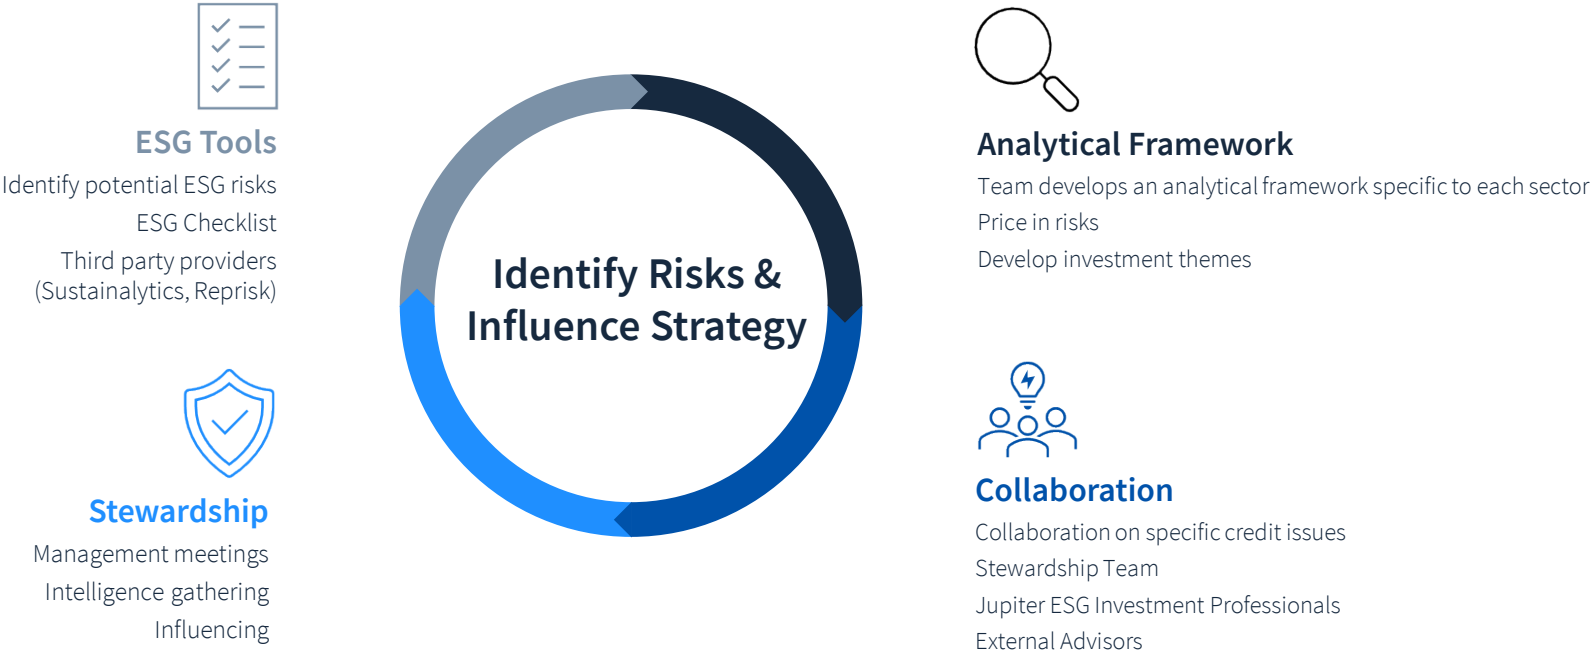 ESG Tools
Identify potential ESG risks
ESG Checklist
Third party providers
(Sustainalytics, Reprisk)
Identify Risks &
Influence Strategy
Analytical Framework
Team develops an analytical framework specific to each sector
Price in risks
Develop investment themes
Stewardship
Management meetings
Intelligence gathering
Influencing
Collaboration
Collaboration on specific credit issues
Stewardship Team
Jupiter ESG Investment Professionals
External Advisors